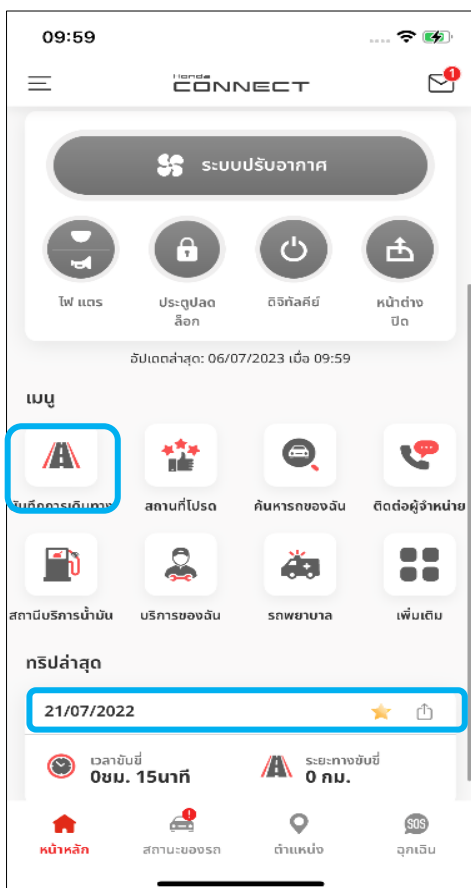 09:59
Honda
CONNECT
1
ระบบปรับอากาศ
ไฟ แตร
ประตูปลด
ล็อก
ดิจิทัลคีย์
หน้าต่าง
ปิด
อัปเดตล่าสุด: 06/07/2023 เมื่อ 09:59
เมนู
บันทึกการเดินทาง
สถานที่โปรด
ค้นหารถของฉัน
ติดต่อผู้จำหน่าย
สถานีบริการน้ำมัน
บริการของฉัน
รถพยาบาล
เพิ่มเติม
ทริปล่าสุด
21/07/2022
เวลาขับขี่
0ชม. 15นาที
ระยะทางขับขี่
0 กม.
หน้าหลัก
สถานะของรถ
ตำแหน่ง
SOS
ฉุกเฉิน